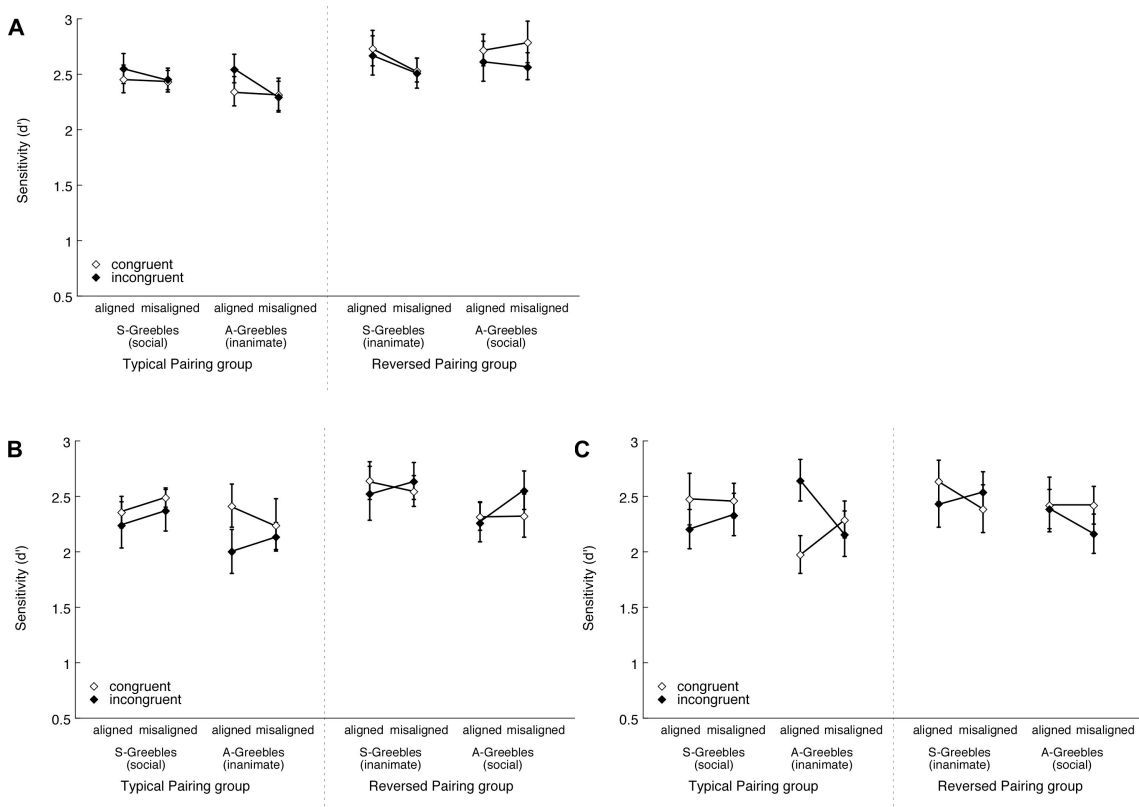 A
3
2.5
2
1.5
1
0.5
Sensitivity (d')
congruent
incongruent
aligned misaligned aligned misaligned aligned misaligned aligned misaligned
S-Greebles A-Greebles S-Greebles A-Greebles
(social) (inanimate) (inanimate) (social)
Typical Pairing group Reversed Pairing group
B
3
2.5
2
1.5
1
0.5
Sensitivity (d')
congruent
incongruent
aligned misaligned aligned misaligned aligned misaligned aligned misaligned
S-Greebles A-Greebles S-Greebles A-Greebles
(social) (inanimate) (inanimate) (social)
Typical Pairing group Reversed Pairing group
C
3
2.5
2
1.5
1
0.5
Sensitivity (d')
congruent
incongruent
aligned misaligned aligned misaligned aligned misaligned aligned misaligned
S-Greebles A-Greebles S-Greebles A-Greebles
(social) (inanimate) (inanimate) (social)
Typical Pairing group Reversed Pairing group